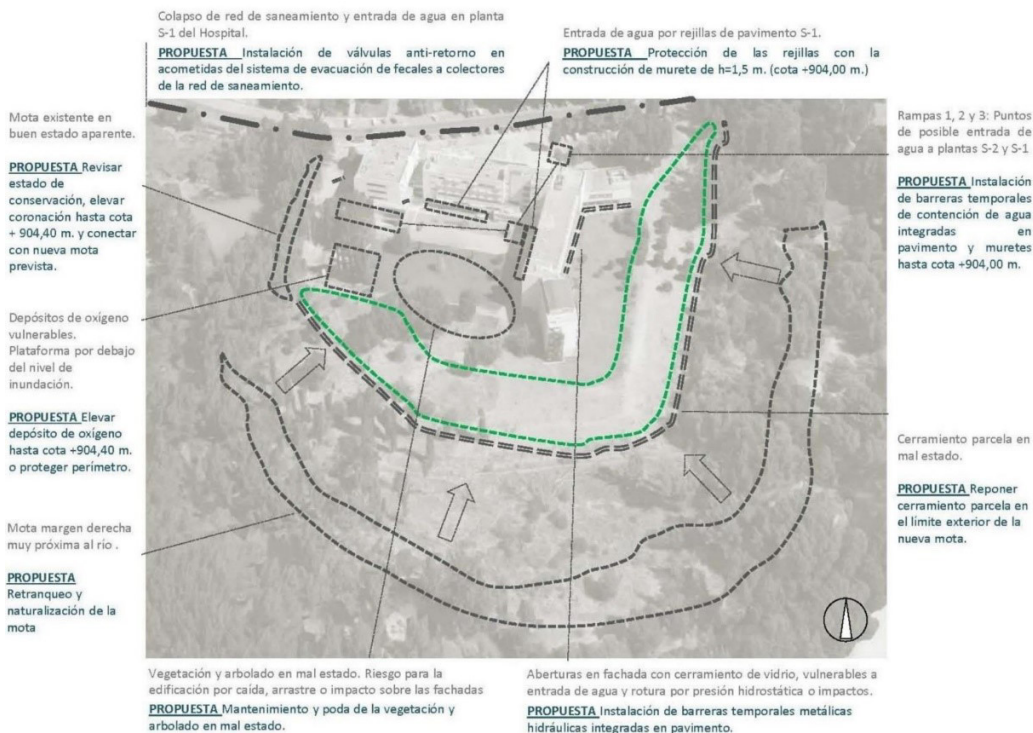 Colapso de red de saneamiento y entrada de agua en planta
S-1 del Hospital.
PROPUESTA Instalación de válvulas anti-retorno en
acometidas del sistema de evacuación de fecales a colectores
de la red de saneamiento.
Entrada de agua por rejillas de pavimento S-1.
PROPUESTA Protección de las rejillas con la
construcción de murete de h=1,5 m. (cota +904,00 m.)
Mota existente en
buen estado aparente.
PROPUESTA Revisar
estado de
conservación, elevar
coronación hasta cota
+ 904,40 m. y conectar
con nueva mota
prevista.
Depósitos de oxígeno
vulnerables.
Plataforma por debajo
del nivel de
inundación.
PROPUESTA Elevar
depósito de oxígeno
hasta cota +904,40 m.
o proteger perímetro.
Mota margen derecha
muy próxima al río .
PROPUESTA
Retranqueo y
naturalización de la
mota
Rampas 1, 2 y 3: Puntos
de posible entrada de
agua a plantas S-2 y S-1
PROPUESTA Instalación
de barreras temporales
de contención de agua
integradas en
pavimento y muretes
hasta cota +904,00 m.
Cerramiento parcela en
mal estado.
PROPUESTA Reponer
cerramiento parcela en
el límite exterior de la
nueva mota.
Vegetación y arbolado en mal estado. Riesgo para la
edificación por caída, arrastre o impacto sobre las fachadas
PROPUESTA Mantenimiento y poda de la vegetación y
arbolado en mal estado.
Aberturas en fachada con cerramiento de vidrio, vulnerables a
entrada de agua y rotura por presión hidrostática o impactos.
PROPUESTA Instalación de barreras temporales metálicas
hidráulicas integradas en pavimento.